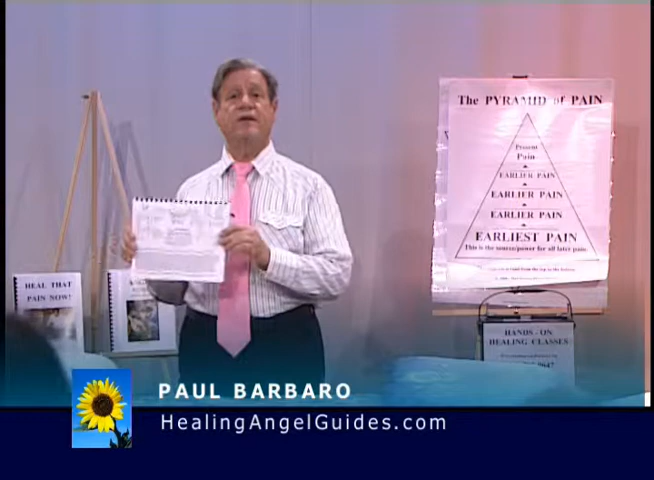 The PYRAMID of PAIN
Present
Pain
EARLIER PAIN
EARLIER PAIN
EARLIER PAIN
EARLIEST PAIN
This is the source/power for all later PAIN
HEAL THAT
PAIN NOW!
HANDS - ON
HEALING CLASSES
PAUL BARBARO
HealingAngelGuides.com